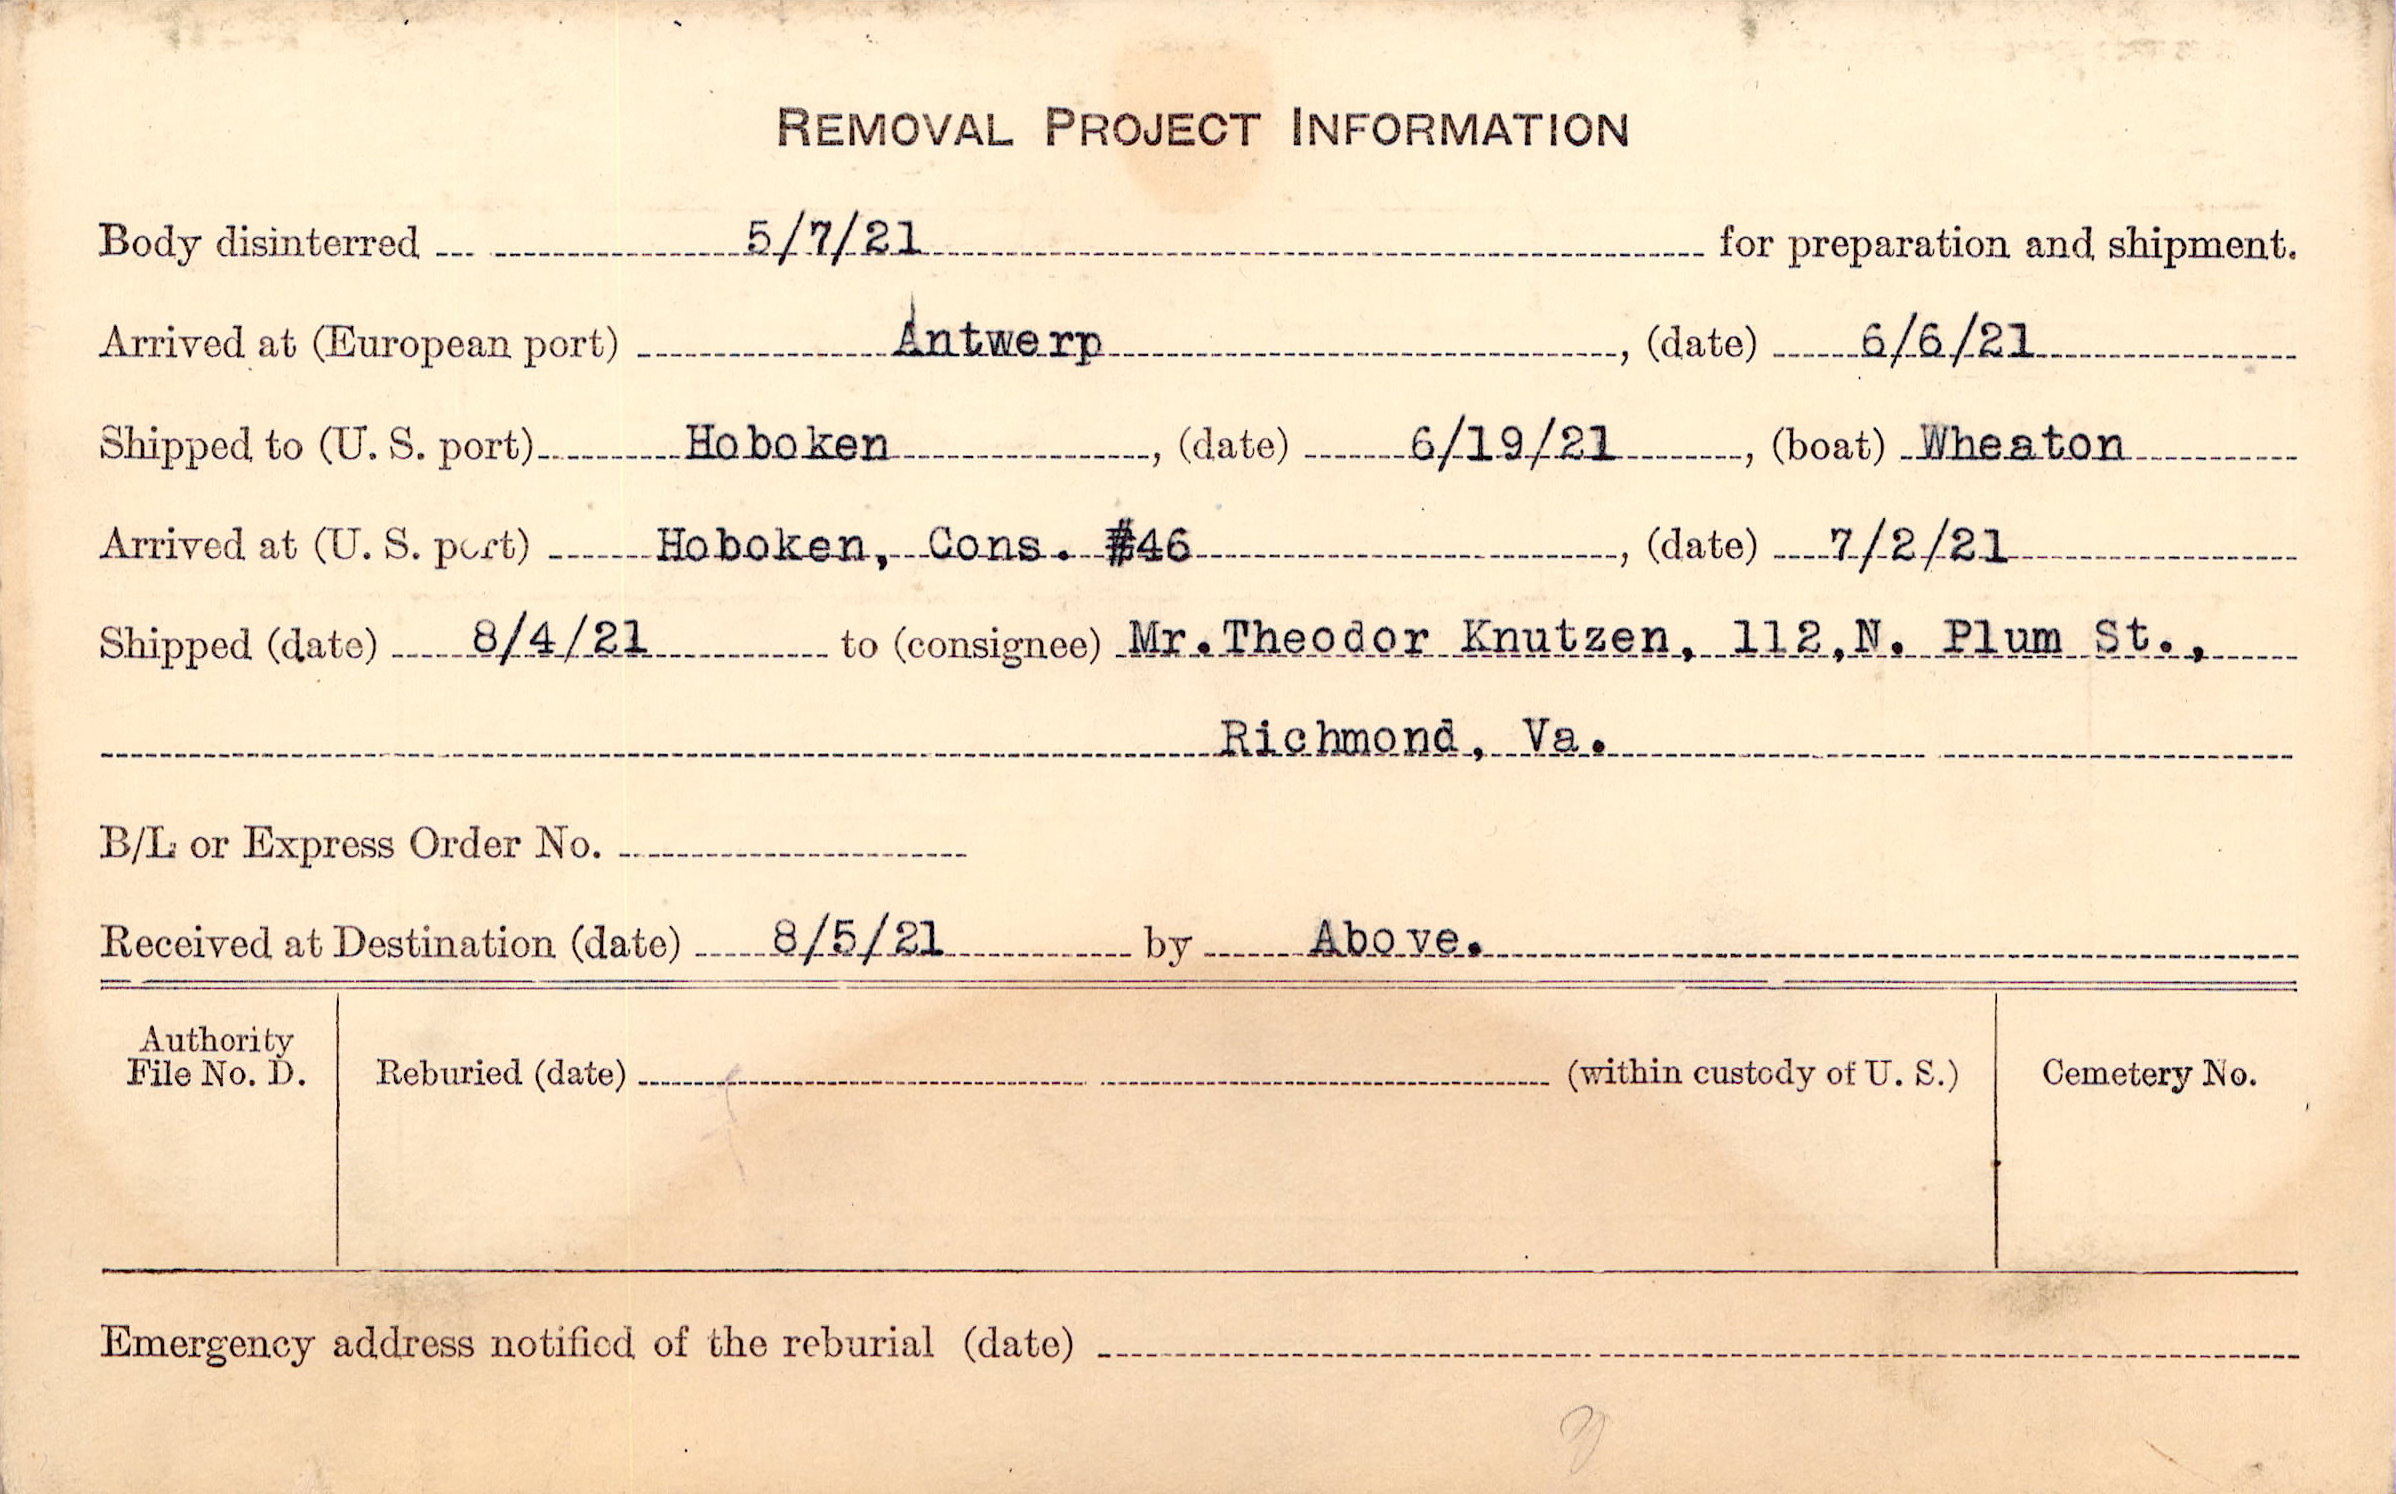 REMOVAL PROJECT INFORMATION
Body disinterred 5/7/21 for preparation and shipment.
Arrived at (European port) Antwerp, (date) 6/6/21
Shipped to (U. S. port) Hoboken, (date) 6/19/21, (boat) Wheaton
Arrived at (U. S. port) Hoboken, Cons. #46, (date) 7/2/21
Shipped (date) 8/4/21 to (consignee) Mr.Theodor Knutzen, 112,N. Plum St.,
Richmond, Va.
B/L or Express Order No.
Received at Destination (date) 8/5/21 by Above.
Authority
File No. D.
Reburied (date) (within custody of U. S.)
Cemetery No.
Emergency address notified of the reburial (date)